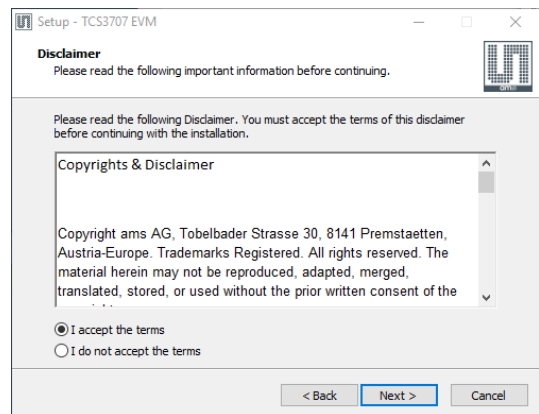 Setup - TCS3707 EVM
Disclaimer
Please read the following important information before continuing.
Please read the following Disclaimer. You must accept the terms of this disclaimer
before continuing with the installation.
Copyrights & Disclaimer
Copyright ams AG, Tobelbader Strasse 30, 8141 Premstaetten,
Austria-Europe. Trademarks Registered. All rights reserved. The
material herein may not be reproduced, adapted, merged,
translated, stored, or used without the prior written consent of the
I accept the terms
I do not accept the terms
< Back
Next >
Cancel